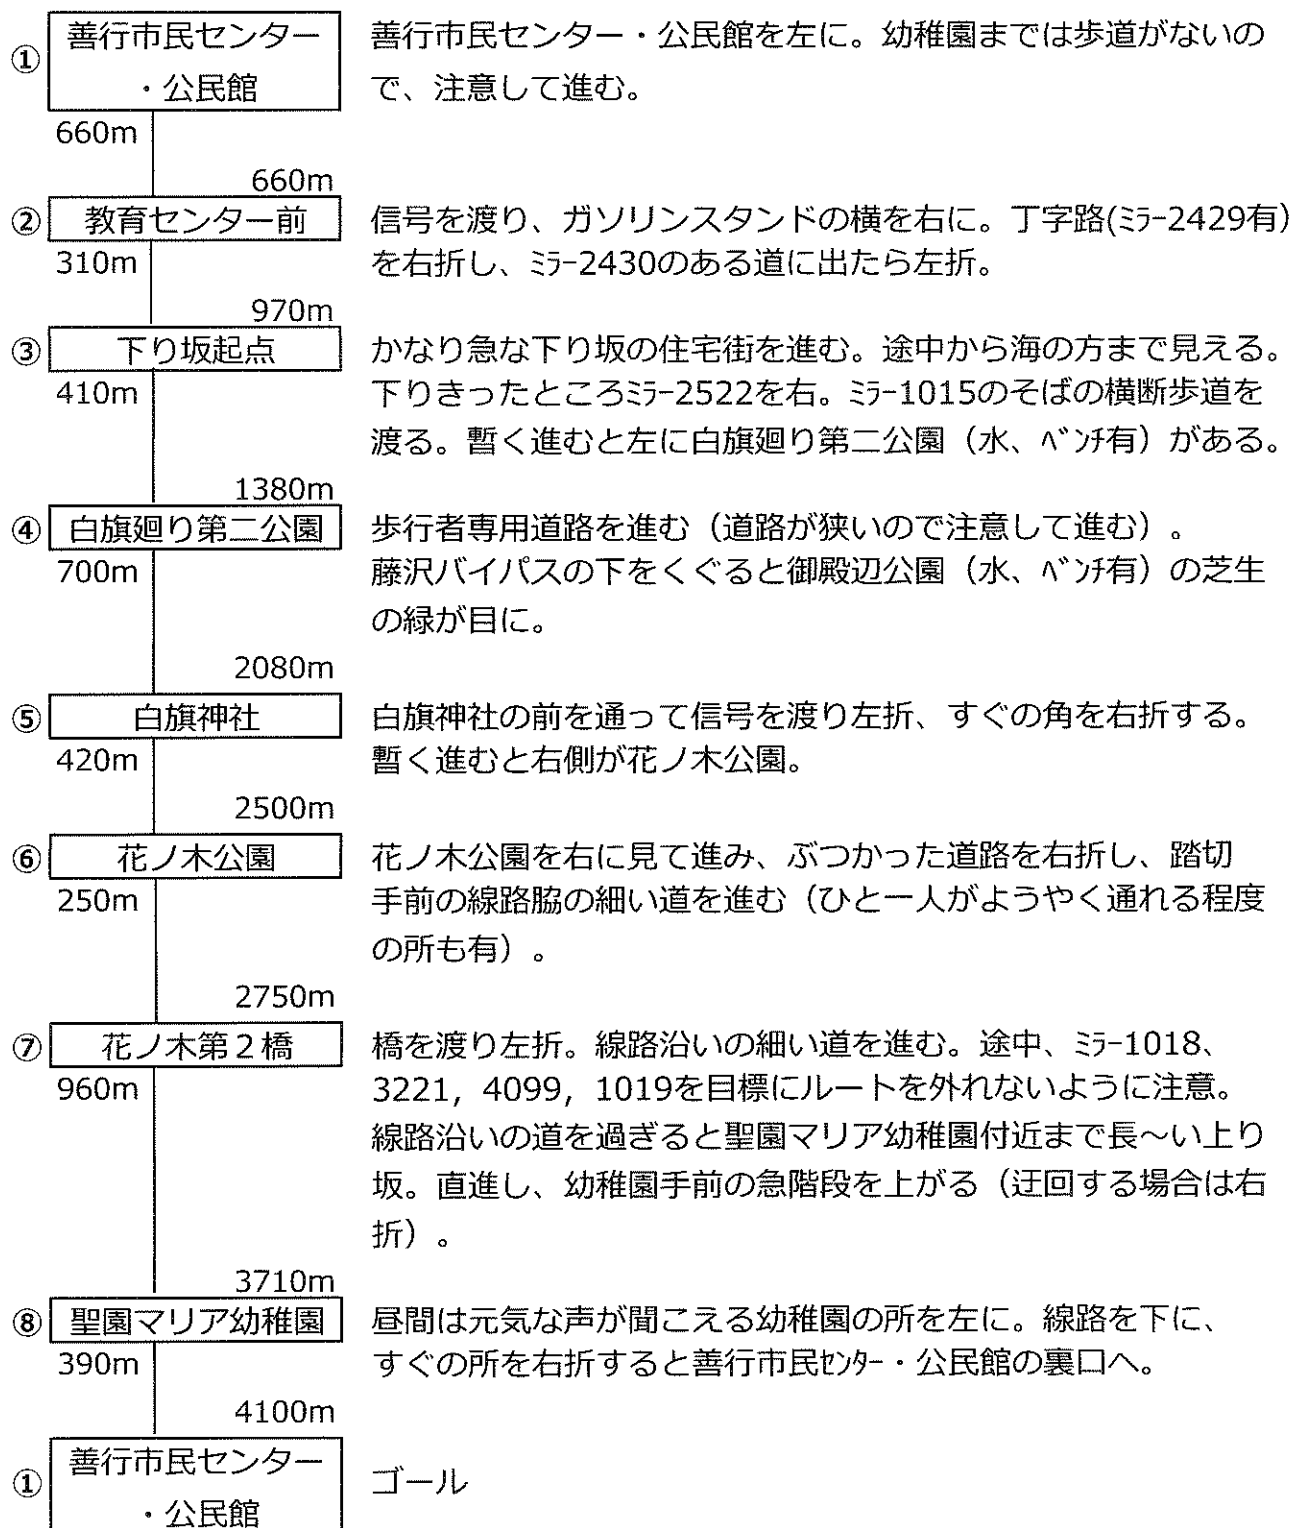 ① 善行市民センター・公民館
善行市民センター・公民館を左に。幼稚園までは歩道がないの
で、注意して進む。
660m
660m
② 教育センター前
信号を渡り、ガソリンスタンドの横を右に。丁字路(ﾐﾗｰ2429有)
310m
を右折し、ﾐﾗｰ2430のある道に出たら左折。
970m
③ 下り坂起点
かなり急な下り坂の住宅街を進む。途中から海の方まで見える。
410m
下りきったところﾐﾗｰ2522を右。ﾐﾗｰ1015のそばの横断歩道を
渡る。暫く進むと左に白旗廻り第二公園（水、ﾍﾞﾝﾁ有）がある。
1380m
④ 白旗廻り第二公園
歩行者専用道路を進む（道路が狭いので注意して進む）。
700m
藤沢バイパスの下をくぐると御殿辺公園（水、ﾍﾞﾝﾁ有）の芝生
の緑が目に。
2080m
⑤ 白旗神社
白旗神社の前を通って信号を渡り左折、すぐの角を右折する。
420m
暫く進むと右側が花ノ木公園。
2500m
⑥ 花ノ木公園
花ノ木公園を右に見て進み、ぶつかった道路を右折し、踏切
250m
手前の線路脇の細い道を進む（ひと一人がようやく通れる程度
の所も有）。
2750m
⑦ 花ノ木第２橋
橋を渡り左折。線路沿いの細い道を進む。途中、ﾐﾗｰ1018、
960m
3221，4099，1019を目標にルートを外れないように注意。
線路沿いの道を過ぎると聖園マリア幼稚園付近まで長～い上り
坂。直進し、幼稚園手前の急階段を上がる（迂回する場合は右
折）。
3710m
⑧ 聖園マリア幼稚園
昼間は元気な声が聞こえる幼稚園の所を左に。線路を下に、
390m
すぐの所を右折すると善行市民ｾﾝﾀｰ・公民館の裏口へ。
4100m
① 善行市民センター・公民館
ゴール